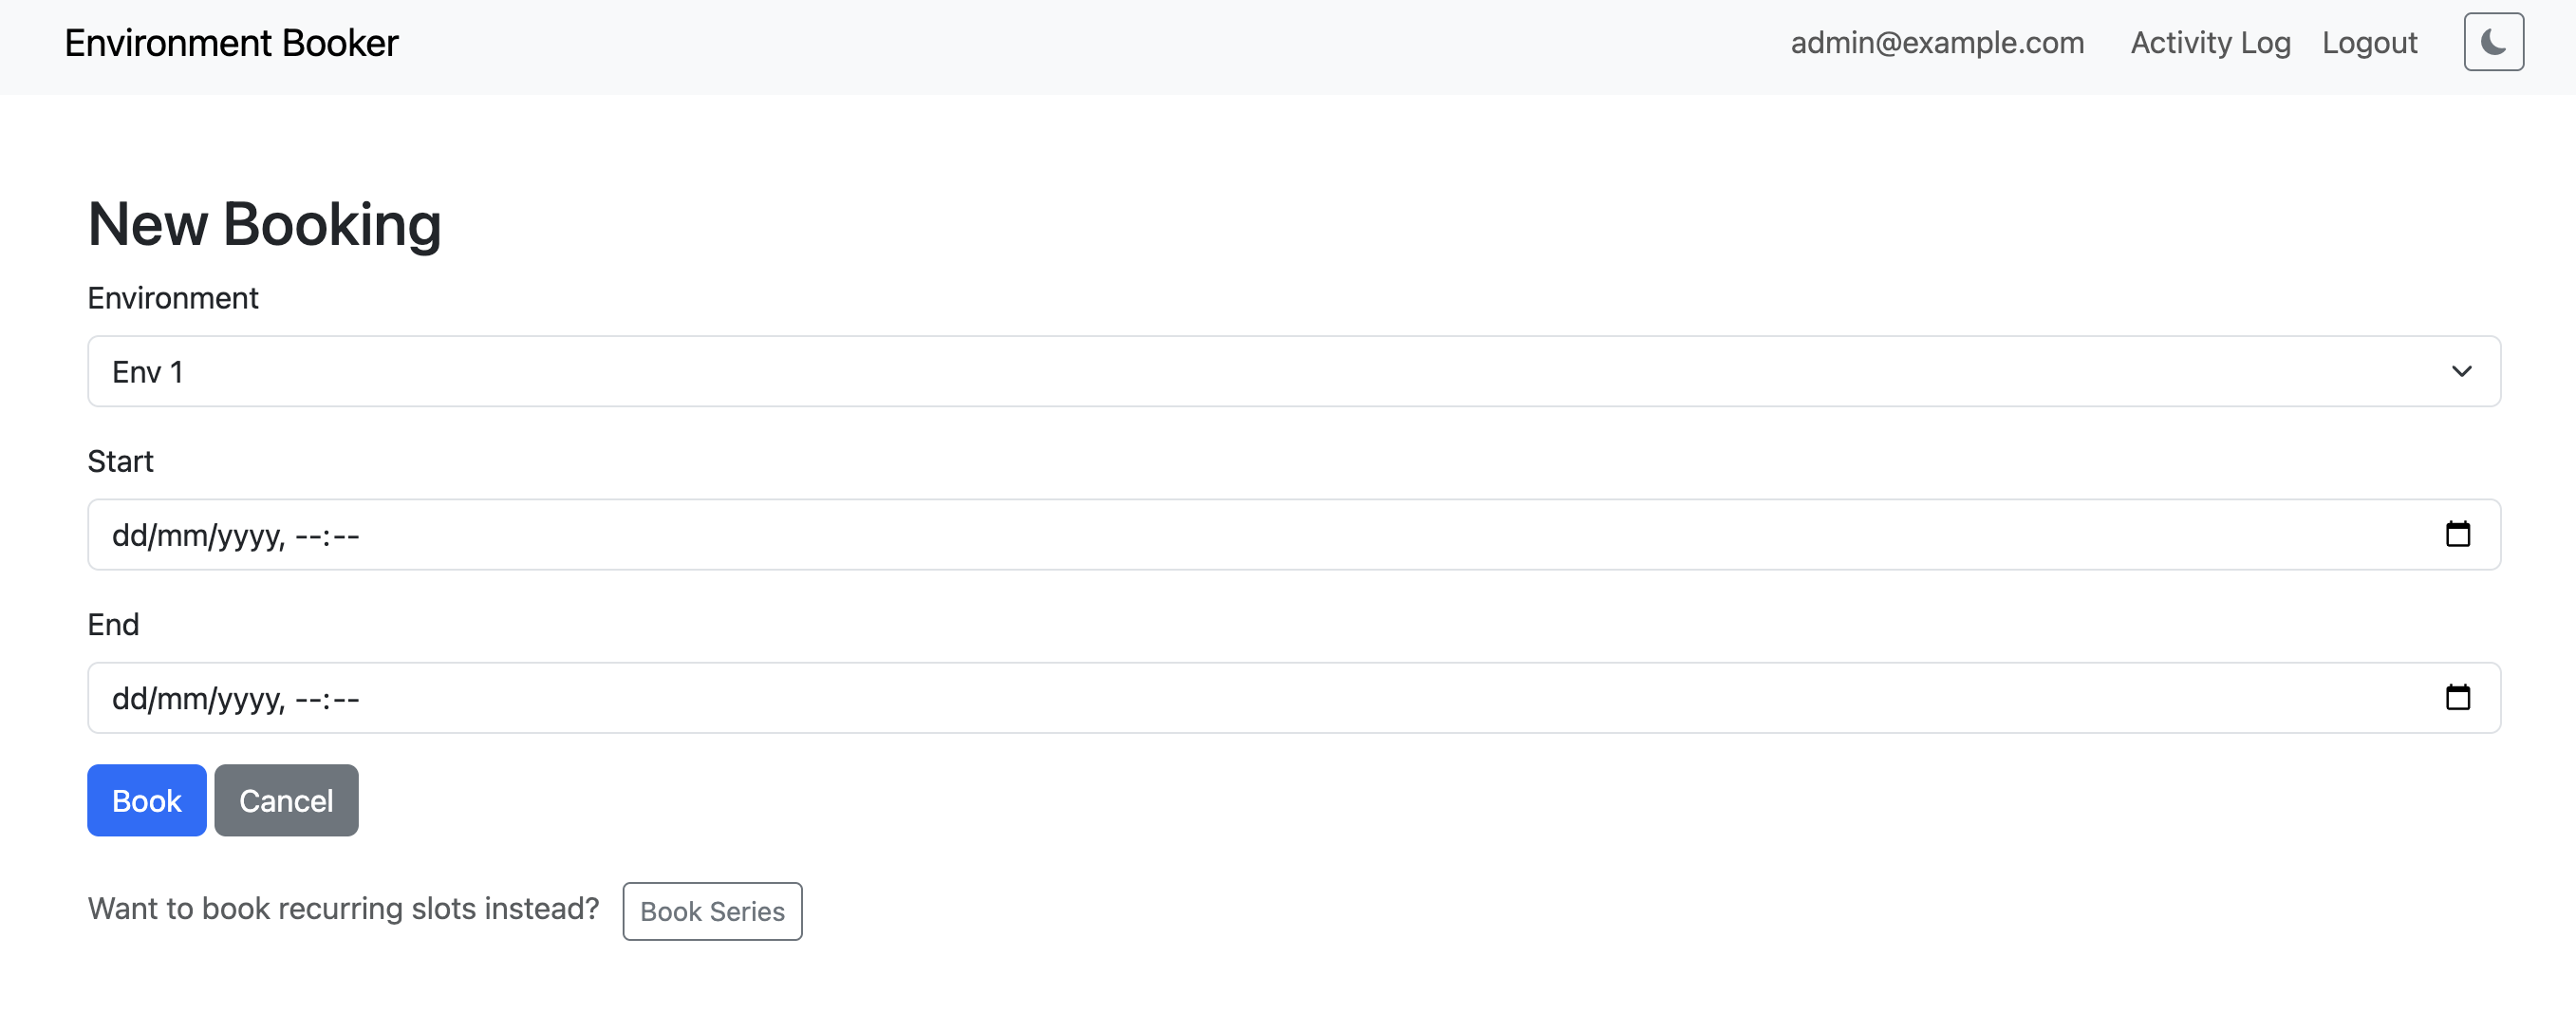 Environment Booker admin@example.com Activity Log Logout
New Booking
Environment
Env 1
Start
dd/mm/yyyy, --:--
End
dd/mm/yyyy, --:--
Book Cancel
Want to book recurring slots instead? Book Series